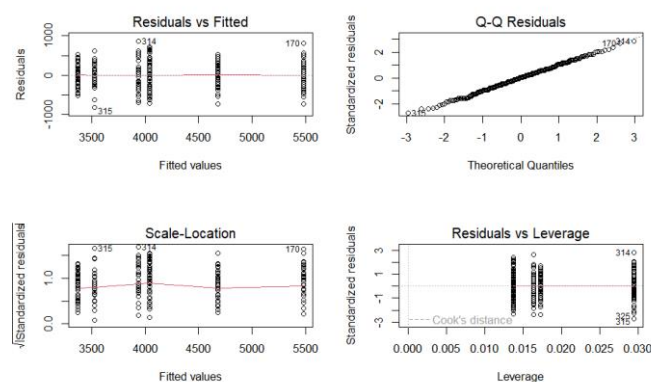 Residuals vs Fitted
Residuals
1000
0
-1000
314
170
315
3500 4000 4500 5000 5500
Fitted values
Q-Q Residuals
Standardized residuals
2
0
-2
170 314
315
-3 -2 -1 0 1 2 3
Theoretical Quantiles
Scale-Location
√|Standardized residuals|
1.0
0.0
315
314
170
3500 4000 4500 5000 5500
Fitted values
Residuals vs Leverage
Standardized residuals
3
1
-1
-3
314
325
315
Cook's distance
0.000 0.005 0.010 0.015 0.020 0.025 0.030
Leverage